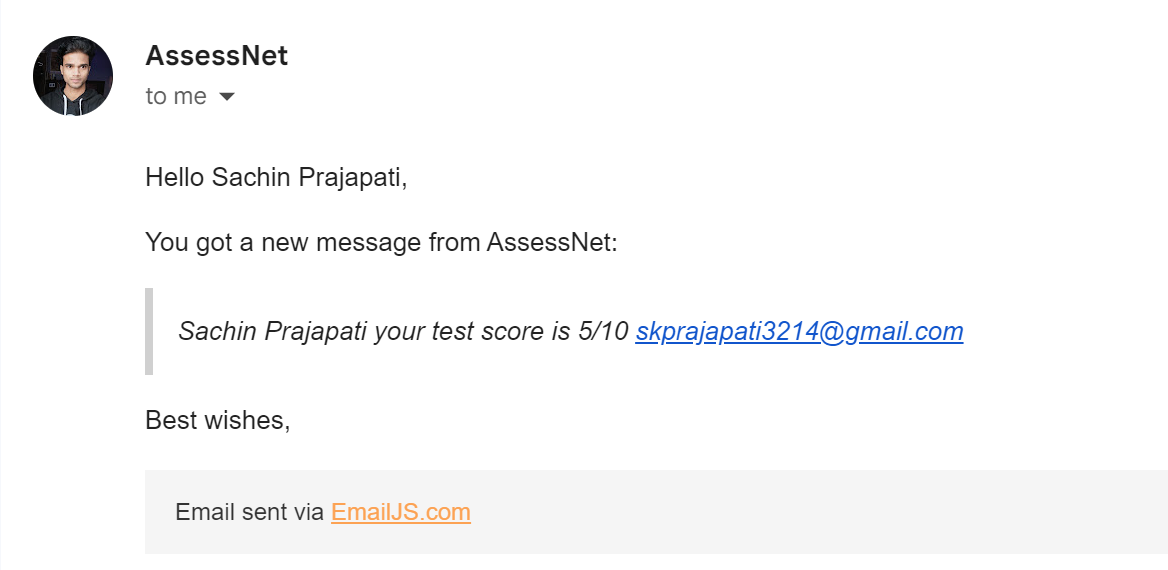 AssessNet
to me
Hello Sachin Prajapati,
You got a new message from AssessNet:
Sachin Prajapati your test score is 5/10 skprajapati3214@gmail.com
Best wishes,
Email sent via EmailJS.com